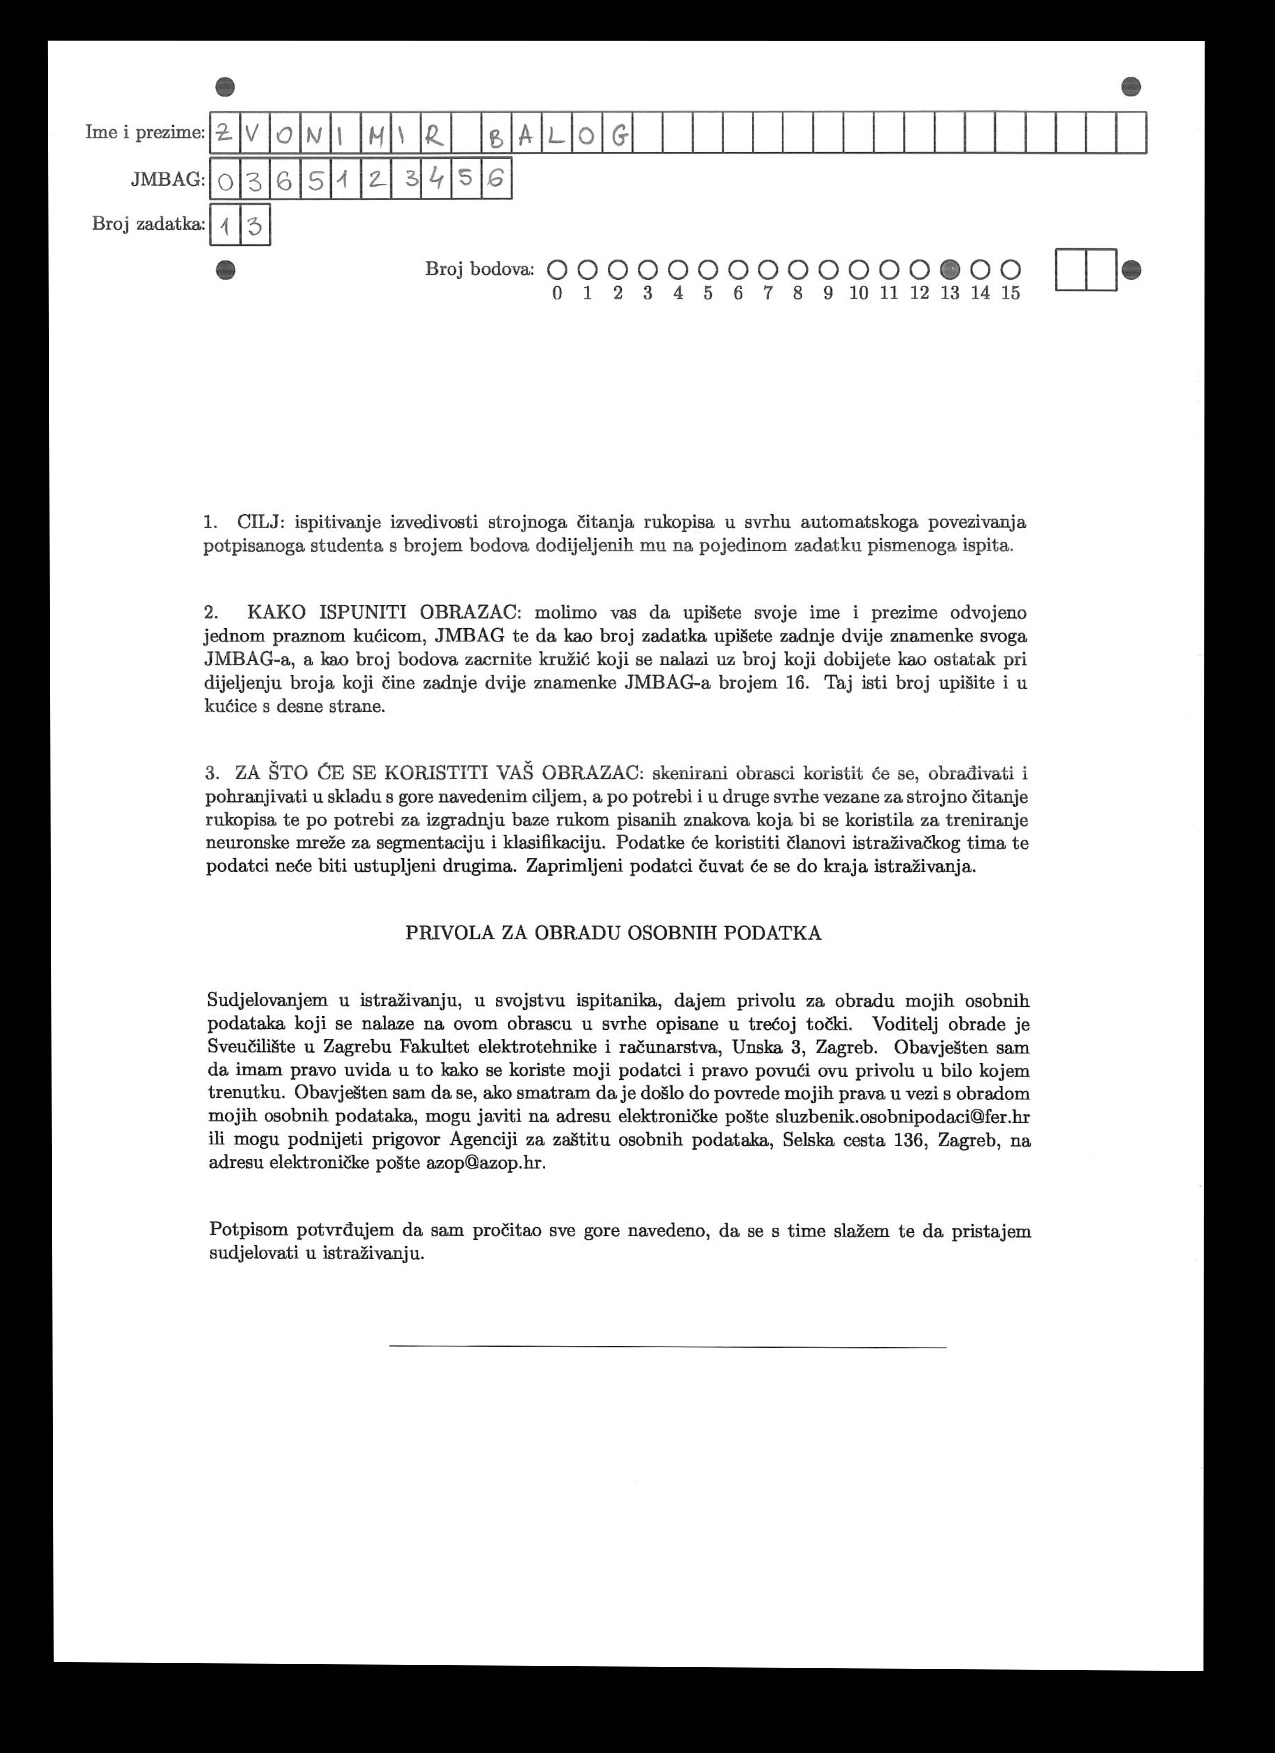 Ime i prezime: ZVONIMIR BALOG
JMBAG: 0365123456
Broj zadatka: 13
Broj bodova:
0 1 2 3 4 5 6 7 8 9 10 11 12 13 14 15
1. CILJ: ispitivanje izvedivosti strojnoga čitanja rukopisa u svrhu automatskoga povezivanja
potpisanoga studenta s brojem bodova dodijeljenih mu na pojedinom zadatku pismenoga ispita.
2. KAKO ISPUNITI OBRAZAC: molimo vas da upišete svoje ime i prezime odvojeno
jednom praznom kućicom, JMBAG te da kao broj zadatka upišete zadnje dvije znamenke svoga
JMBAG-a, a kao broj bodova zacrnite kružić koji se nalazi uz broj koji dobijete kao ostatak pri
dijeljenju broja koji čine zadnje dvije znamenke JMBAG-a brojem 16. Taj isti broj upišite i u
kućice s desne strane.
3. ZA ŠTO ĆE SE KORISTITI VAŠ OBRAZAC: skenirani obrasci koristit će se, obrađivati i
pohranjivati u skladu s gore navedenim ciljem, a po potrebi i u druge svrhe vezane za strojno čitanje
rukopisa te po potrebi za izgradnju baze rukom pisanih znakova koja bi se koristila za treniranje
neuronske mreže za segmentaciju i klasifikaciju. Podatke će koristiti članovi istraživačkog tima te
podatci neće biti ustupljeni drugima. Zaprimljeni podatci čuvat će se do kraja istraživanja.
PRIVOLA ZA OBRADU OSOBNIH PODATKA
Sudjelovanjem u istraživanju, u svojstvu ispitanika, dajem privolu za obradu mojih osobnih
podataka koji se nalaze na ovom obrascu u svrhe opisane u trećoj točki. Voditelj obrade je
Sveučilište u Zagrebu Fakultet elektrotehnike i računarstva, Unska 3, Zagreb. Obavješten sam
da imam pravo uvida u to kako se koriste moji podatci i pravo povući ovu privolu u bilo kojem
trenutku. Obavješten sam da se, ako smatram da je došlo do povrede mojih prava u vezi s obradom
mojih osobnih podataka, mogu javiti na adresu elektroničke pošte sluzbenik.osobnipodaci@fer.hr
ili mogu podnijeti prigovor Agenciji za zaštitu osobnih podataka, Selska cesta 136, Zagreb, na
adresu elektroničke pošte azop@azop.hr.
Potpisom potvrđujem da sam pročitao sve gore navedeno, da se s time slažem te da pristajem
sudjelovati u istraživanju.